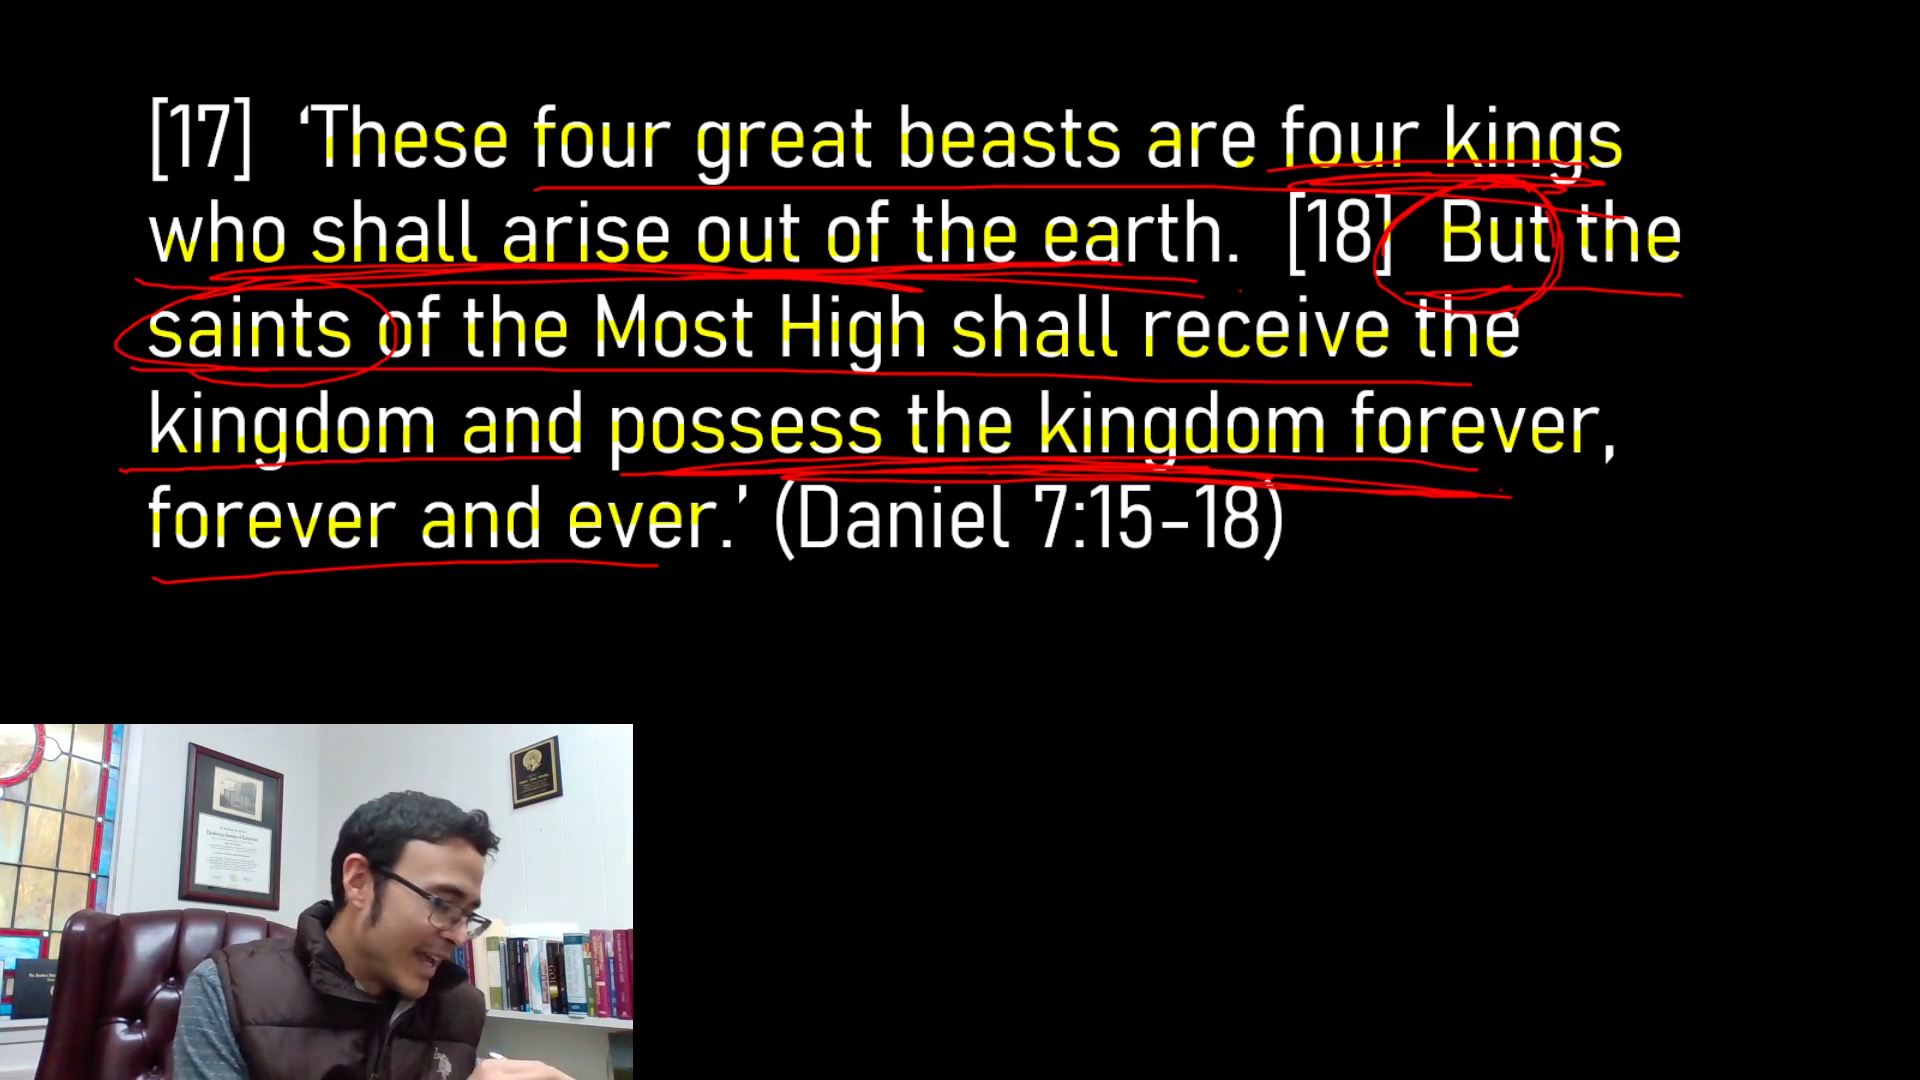 [17] ‘These four great beasts are four kings
who shall arise out of the earth. [18] But the
saints of the Most High shall receive the
kingdom and possess the kingdom forever,
forever and ever.’ (Daniel 7:15-18)